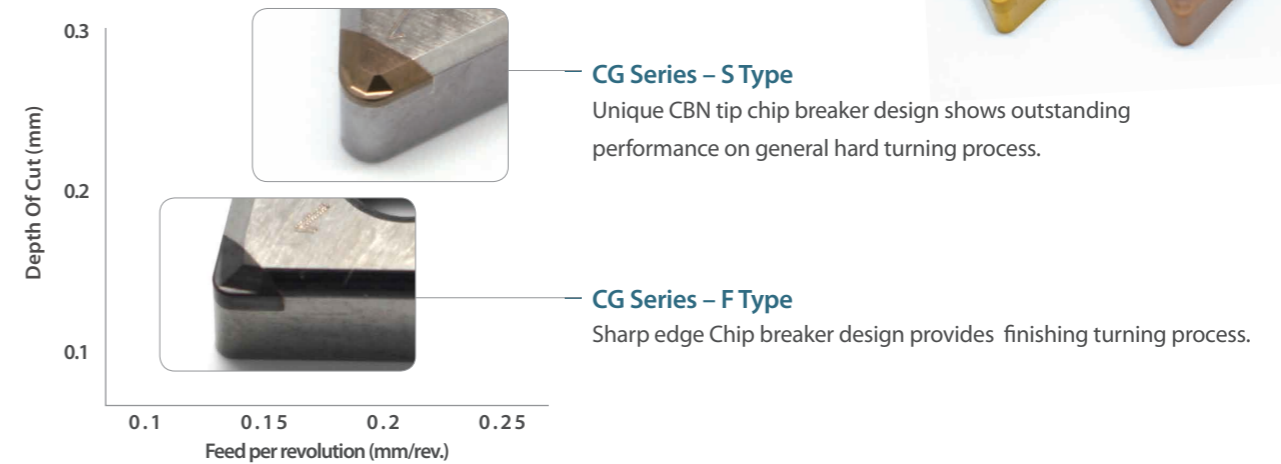 0.3
CG Series – S Type
Unique CBN tip chip breaker design shows outstanding
performance on general hard turning process.
Depth Of Cut (mm)
0.2
CG Series – F Type
Sharp edge Chip breaker design provides  finishing turning process.
0.1
0.1 0.15 0.2 0.25
Feed per revolution (mm/rev.)